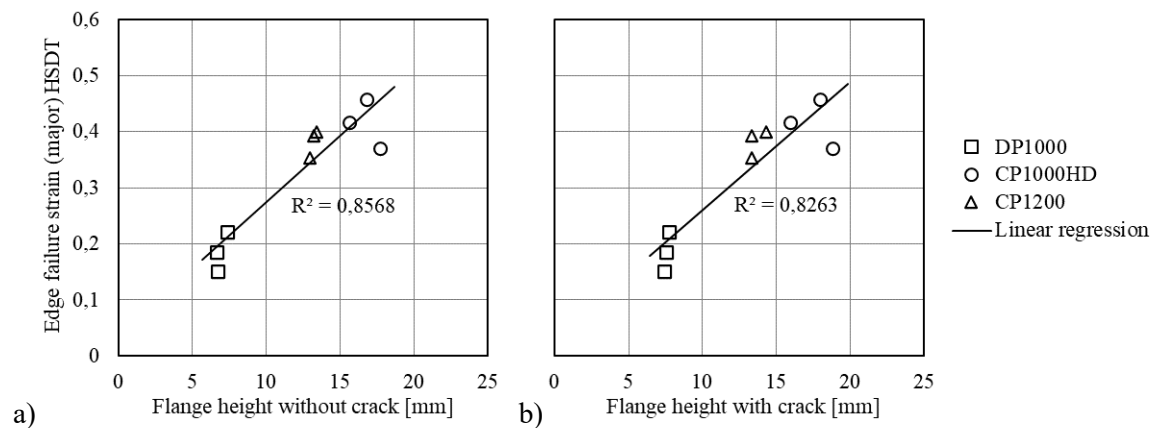 Edge failure strain (major) HSDT
0,6
0,5
0,4
0,3
0,2
0,1
0
R² = 0,8568
0 5 10 15 20 25
a) Flange height without crack [mm]
R² = 0,8263
0 5 10 15 20 25
b) Flange height with crack [mm]
DP1000
CP1000HD
CP1200
Linear regression